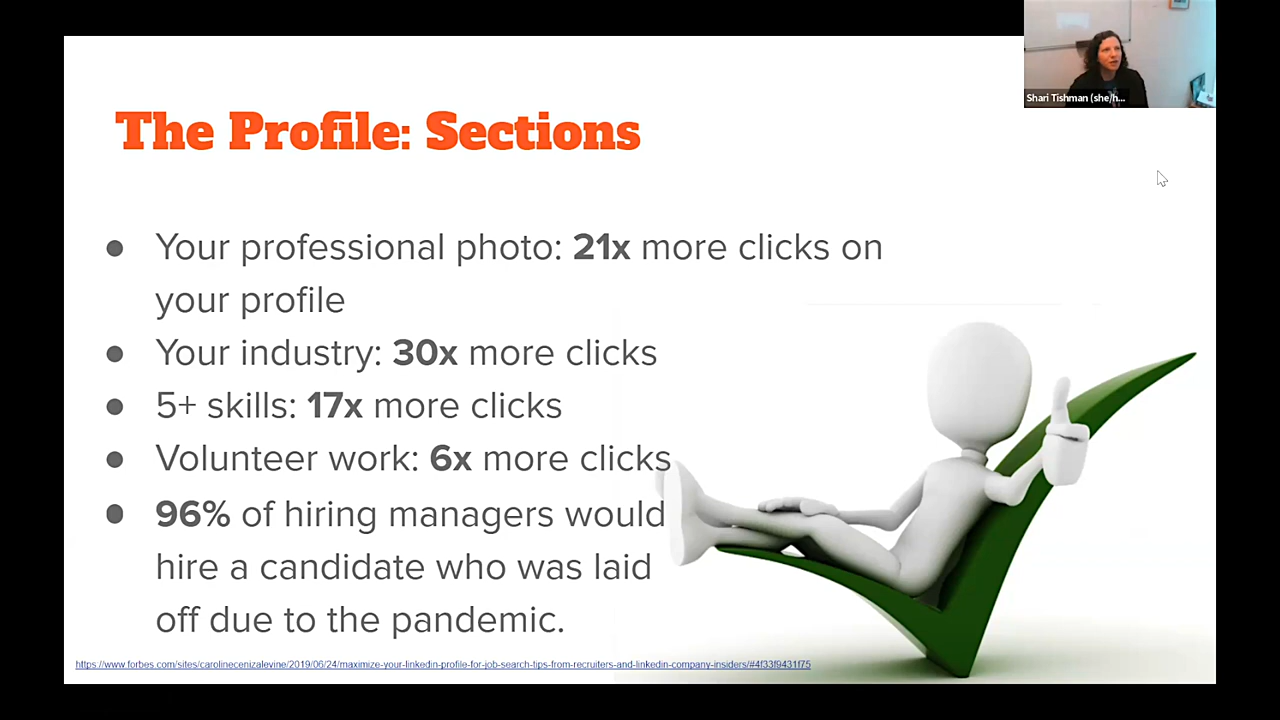 Shari Tishman (she/h...
The Profile: Sections
● Your professional photo: 21x more clicks on
your profile
● Your industry: 30x more clicks
● 5+ skills: 17x more clicks
● Volunteer work: 6x more clicks
● 96% of hiring managers would
hire a candidate who was laid
off due to the pandemic.
https://www.forbes.com/sites/carolinecenizalevine/2019/06/24/maximize-your-linkedin-profile-for-job-search-tips-from-recruiters-and-linkedin-company-insiders/#4f33f9431f75